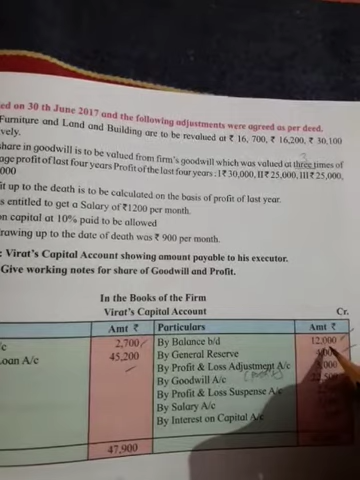 ed on 30 th June 2017 and the following adjustments were agreed as per deed.
Furniture and Land and Building are to be revalued at ₹ 16, 700, ₹ 16,200, ₹ 30,100
vely.
share in goodwill is to be valued from firm's goodwill which was valued at three times of
age profit of last four years Profit of the last four years : I ₹ 30,000, II ₹ 25,000, III ₹ 25,000,
000
it up to the death is to be calculated on the basis of profit of last year.
s entitled to get a Salary of ₹1200 per month.
on capital at 10% paid to be allowed
rawing up to the date of death was ₹ 900 per month.
: Virat's Capital Account showing amount payable to his executor.
Give working notes for share of Goodwill and Profit.
In the Books of the Firm
Virat's Capital Account Cr.
Amt ₹ Particulars Amt ₹
/c 2,700 By Balance b/d 12,000
oan A/c 45,200 By General Reserve
By Profit & Loss Adjustment A/c
By Goodwill A/c
By Profit & Loss Suspense A/c
By Salary A/c
By Interest on Capital A/c
47,900